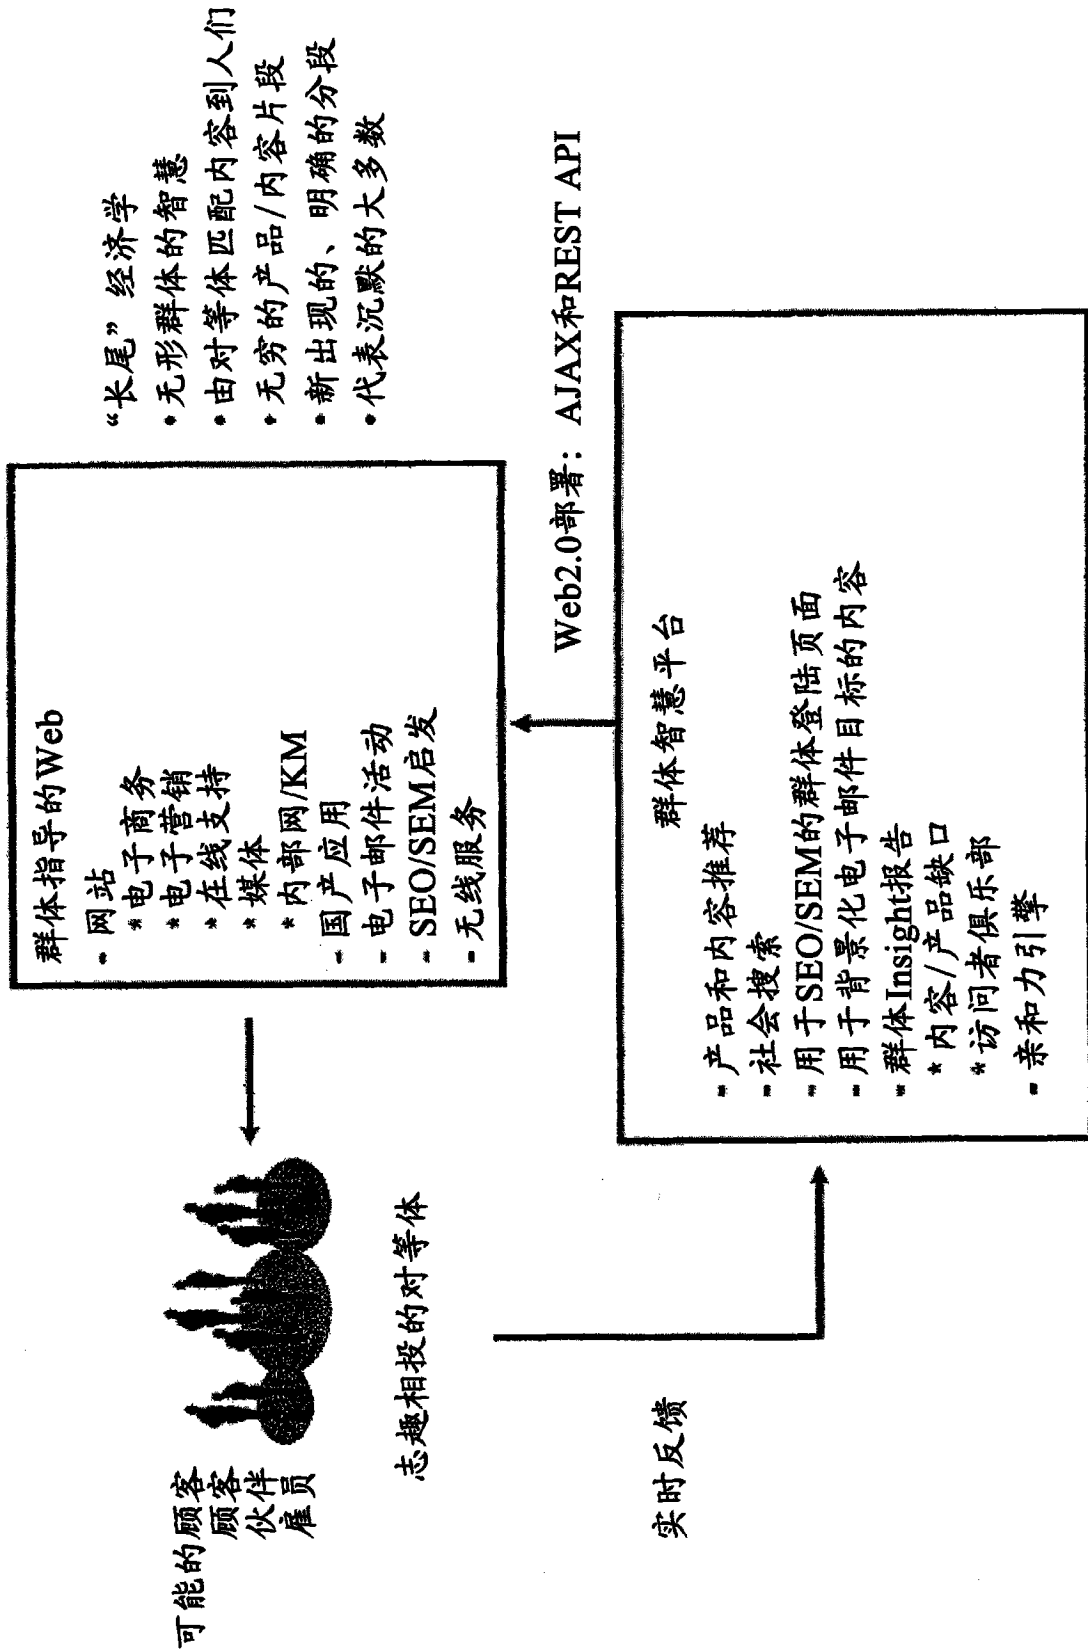 可能的顾客
顾客
伙伴
雇员
志趣相投的对等体
实时反馈
群体指导的Web
- 网站
* 电子商务
* 电子营销
* 在线支持
* 媒体
* 内部网/KM
- 国产应用
- 电子邮件活动
- SEO/SEM启发
- 无线服务
“长尾”经济学
• 无形群体的智慧
• 由对等体匹配内容到人们
• 无穷的产品/内容片段
• 新出现的、明确的分段
• 代表沉默的大多数
Web2.0部署: AJAX和REST API
群体智慧平台
- 产品和内容推荐
- 社会搜索
- 用于SEO/SEM的群体登陆页面
- 用于背景化电子邮件目标的内容
- 群体Insight报告
* 内容/产品缺口
* 访问者俱乐部
- 亲和力引擎